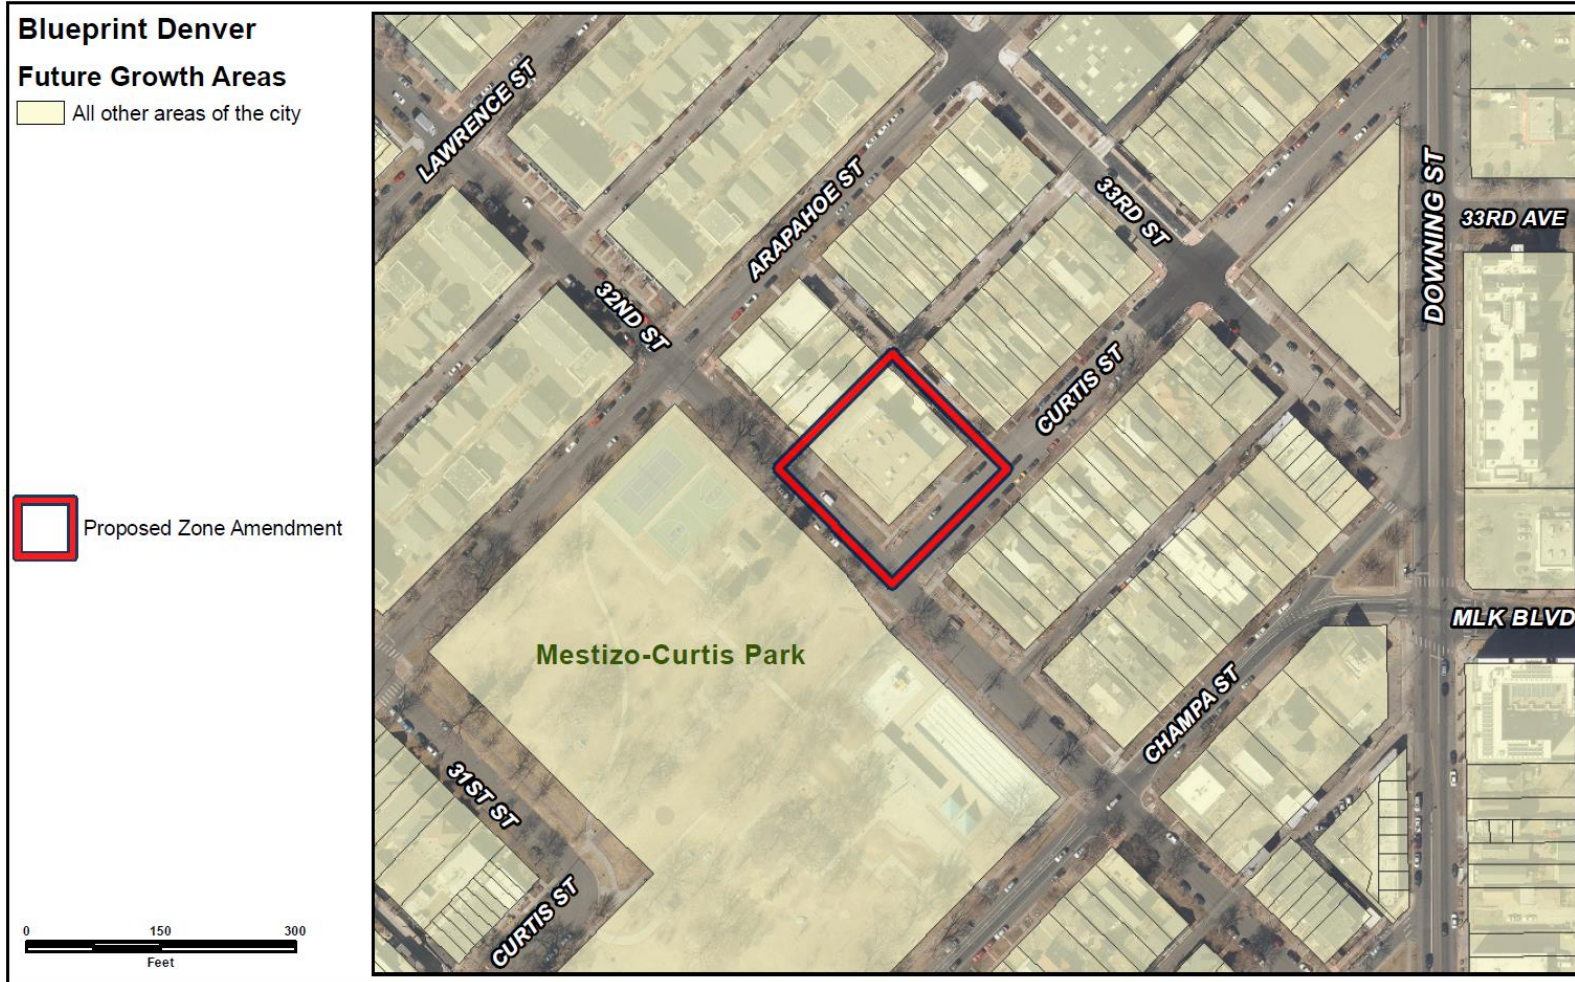 Blueprint Denver
Future Growth Areas
All other areas of the city
Proposed Zone Amendment
0 150 300
Feet
LAWRENCE ST
ARAPAHOE ST
32ND ST
33RD ST
DOWNING ST
33RD AVE
CURTIS ST
Mestizo-Curtis Park
MLK BLVD
CHAMPA ST
31ST ST
CURTIS ST